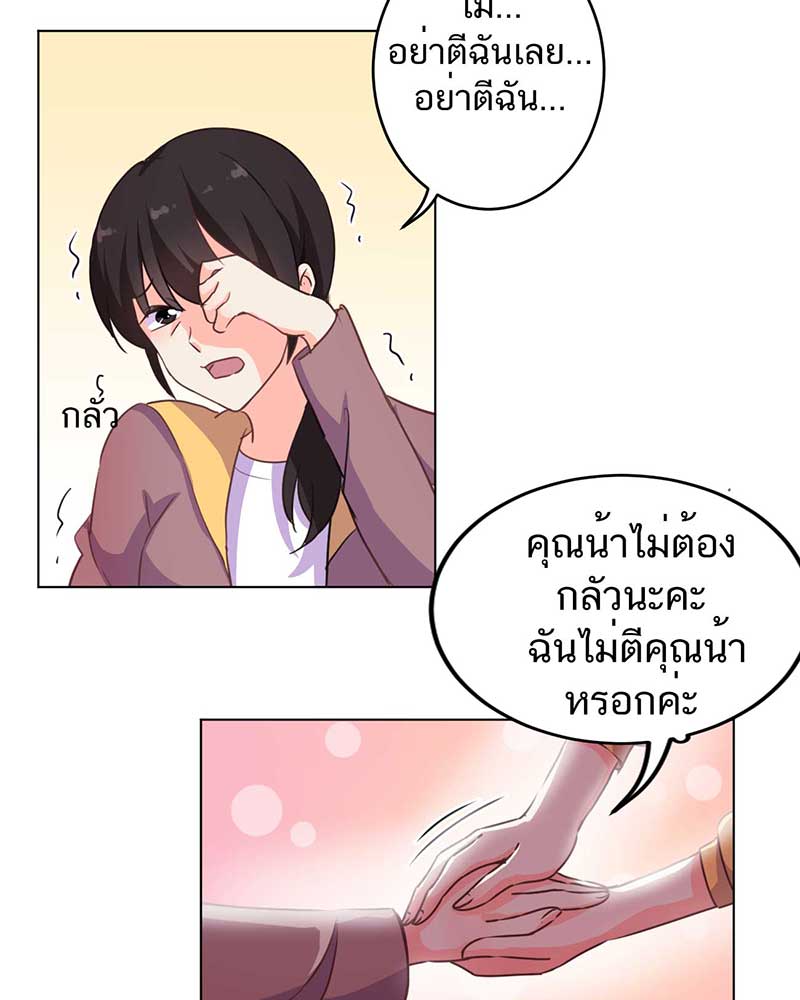 ไม่...
อย่าตีฉันเลย...
อย่าตีฉัน...
กลัว
คุณน้าไม่ต้อง
กลัวนะคะ
ฉันไม่ตีคุณน้า
หรอกค่ะ